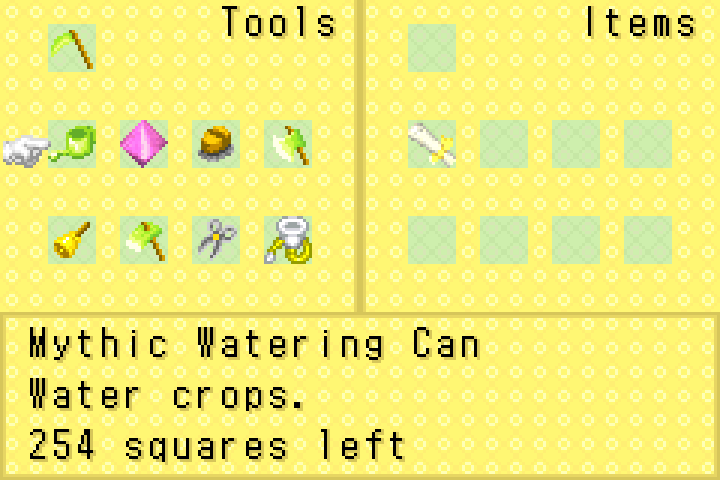 Tools
Items
Mythic Watering Can
Water crops.
254 squares left